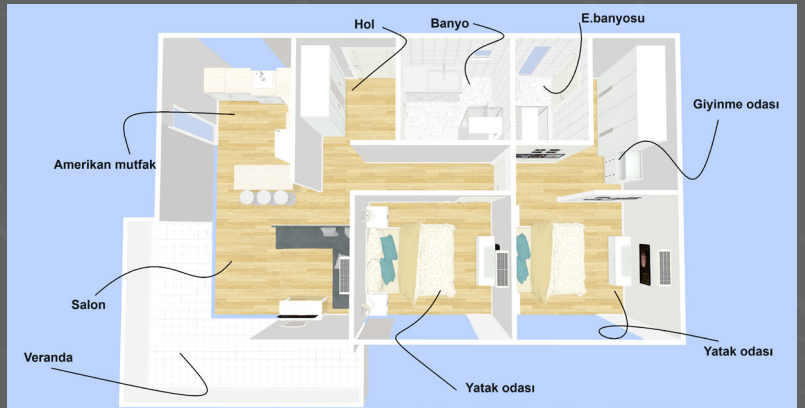 Hol
Banyo
E.banyosu
Giyinme odası
Amerikan mutfak
Salon
Veranda
Yatak odası
Yatak odası